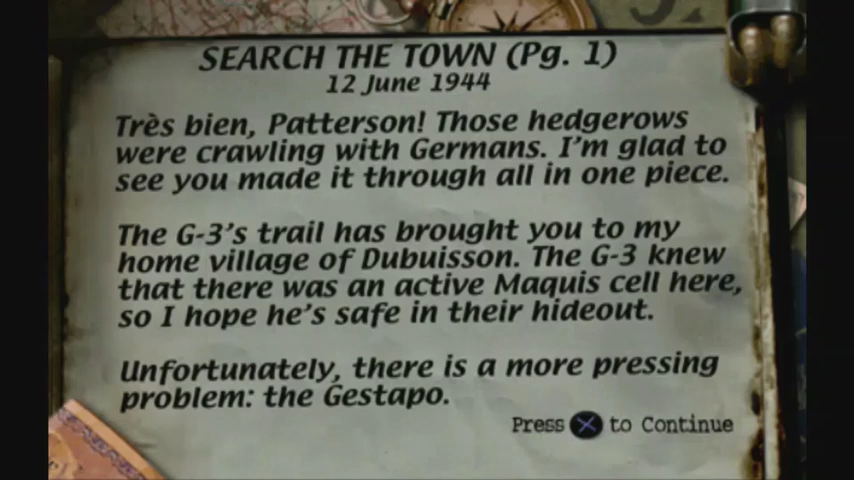 SEARCH THE TOWN (Pg. 1)
12 June 1944
Très bien, Patterson! Those hedgerows
were crawling with Germans. I'm glad to
see you made it through all in one piece.
The G-3's trail has brought you to my
home village of Dubuisson. The G-3 knew
that there was an active Maquis cell here,
so I hope he's safe in their hideout.
Unfortunately, there is a more pressing
problem: the Gestapo.
Press X to Continue